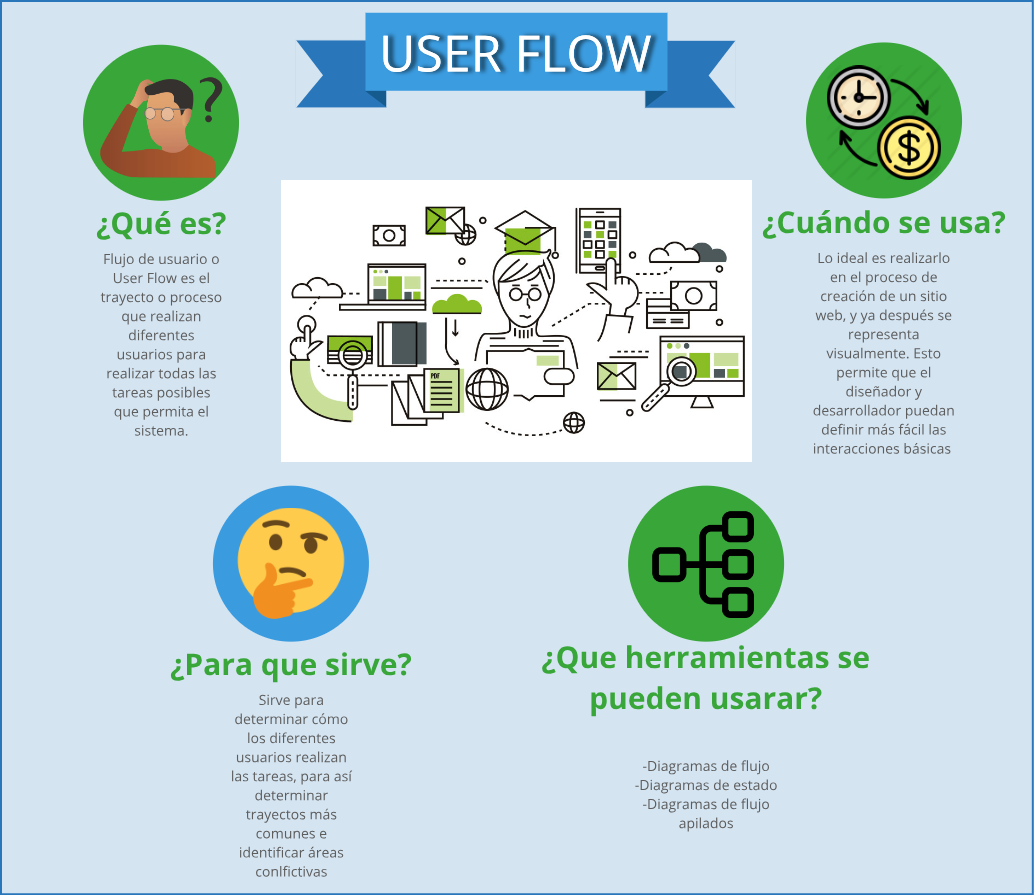 USER FLOW
¿Qué es?
Flujo de usuario o
User Flow es el
trayecto o proceso
que realizan
diferentes
usuarios para
realizar todas las
tareas posibles
que permita el
sistema.
¿Cuándo se usa?
Lo ideal es realizarlo
en el proceso de
creación de un sitio
web, y ya después se
representa
visualmente. Esto
permite que el
diseñador y
desarrollador puedan
definir más fácil las
interacciones básicas
PDF
¿Para que sirve?
Sirve para
determinar cómo
los diferentes
usuarios realizan
las tareas, para así
determinar
trayectos más
comunes e
identificar áreas
conlfictivas
¿Que herramientas se
pueden usarar?
-Diagramas de flujo
-Diagramas de estado
-Diagramas de flujo
apilados